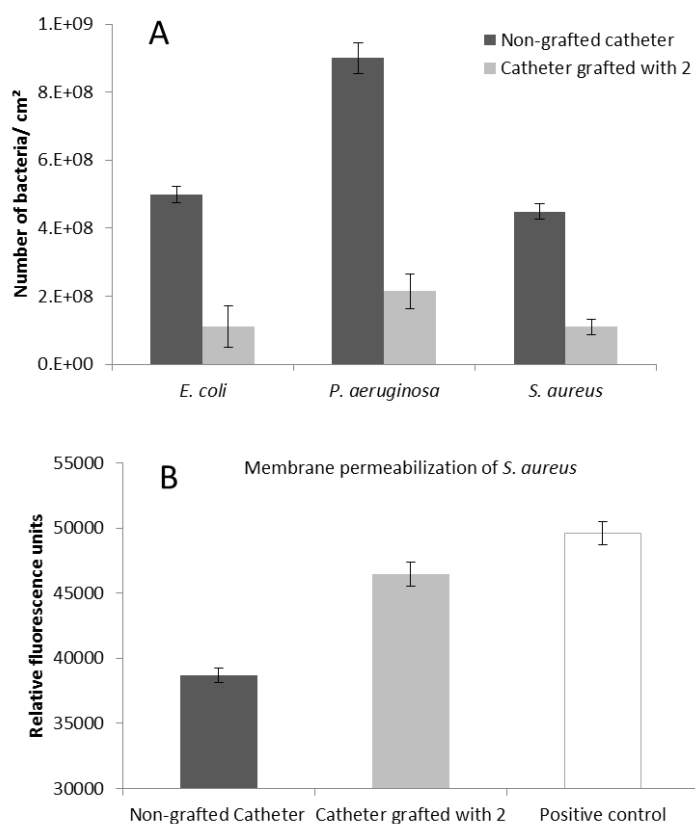 A
Non-grafted catheter
Catheter grafted with 2
Number of bacteria/ cm²
1.E+09
8.E+08
6.E+08
4.E+08
2.E+08
0.E+00
E. coli P. aeruginosa S. aureus
B
Membrane permeabilization of S. aureus
Relative fluorescence units
55000
50000
45000
40000
35000
30000
Non-grafted Catheter Catheter grafted with 2 Positive control